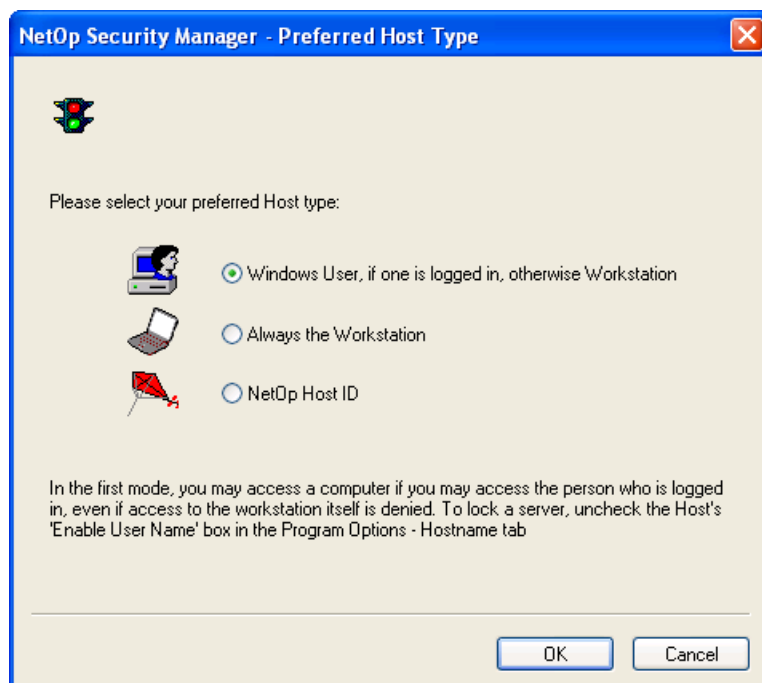 NetOp Security Manager - Preferred Host Type
Please select your preferred Host type:
Windows User, if one is logged in, otherwise Workstation
Always the Workstation
NetOp Host ID
In the first mode, you may access a computer if you may access the person who is logged
in, even if access to the workstation itself is denied. To lock a server, uncheck the Host's
'Enable User Name' box in the Program Options - Hostname tab
OK
Cancel